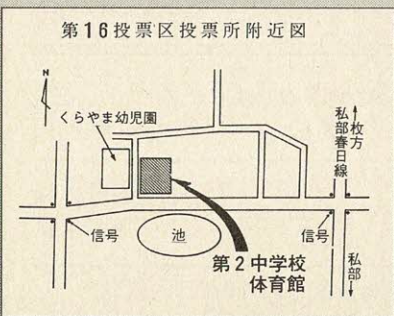 第16投票区投票所附近図
N
くらやま幼児園
↑枚方
私部春日線
信号
池
信号
第2中学校
体育館
私部↓